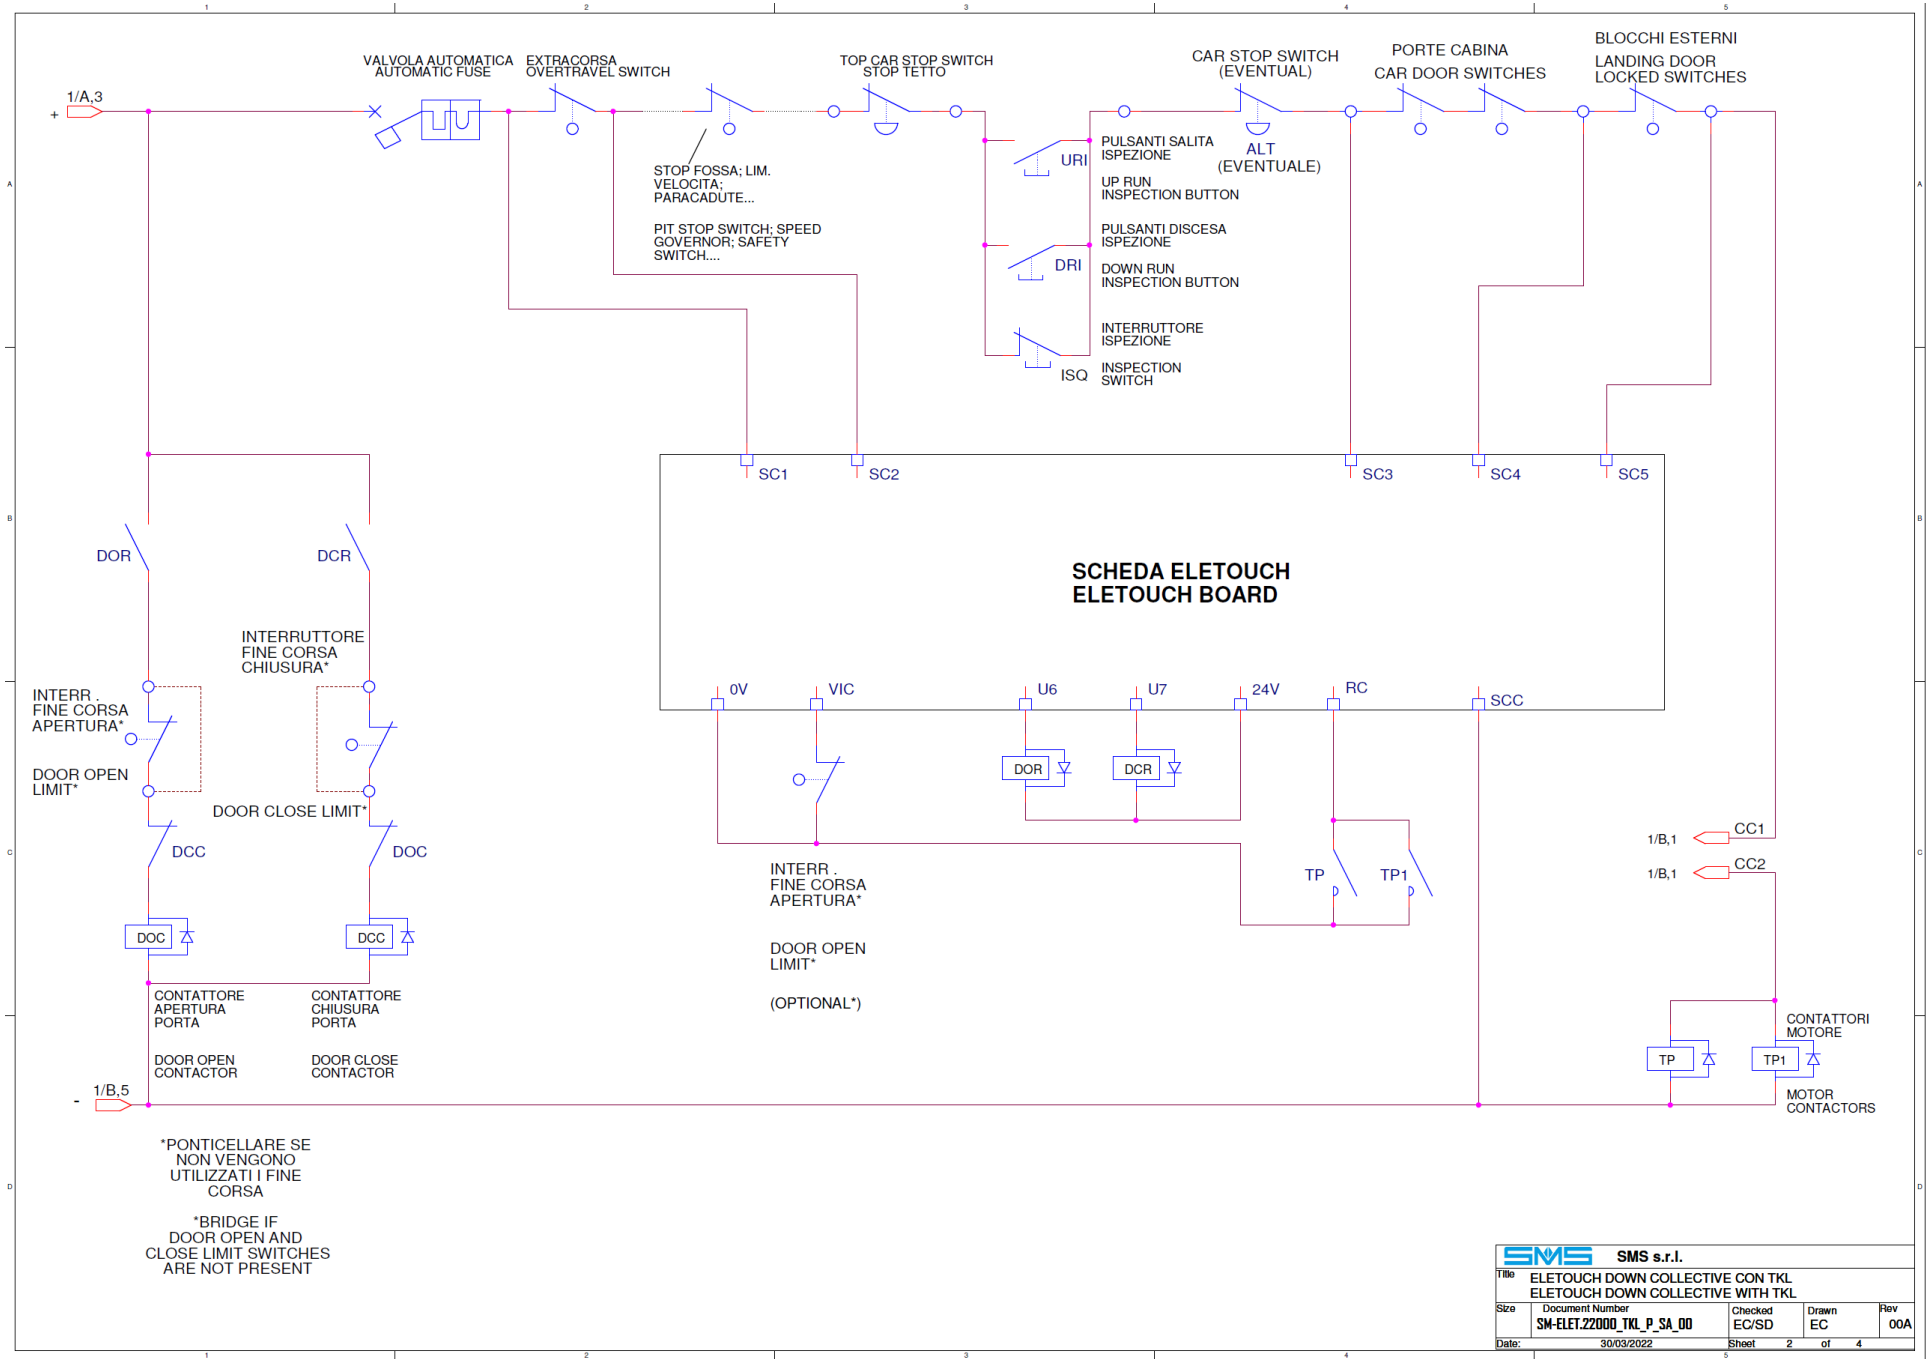 1
2
3
4
5
BLOCCHI ESTERNI
LANDING DOOR
LOCKED SWITCHES
PORTE CABINA
CAR DOOR SWITCHES
CAR STOP SWITCH
(EVENTUAL)
TOP CAR STOP SWITCH
STOP TETTO
VALVOLA AUTOMATICA
AUTOMATIC FUSE
EXTRACORSA
OVERTRAVEL SWITCH
1/A,3
+
STOP FOSSA; LIM.
VELOCITA;
PARACADUTE...
PIT STOP SWITCH; SPEED
GOVERNOR; SAFETY
SWITCH....
URI
PULSANTI SALITA
ISPEZIONE
UP RUN
INSPECTION BUTTON
ALT
(EVENTUALE)
DRI
PULSANTI DISCESA
ISPEZIONE
DOWN RUN
INSPECTION BUTTON
ISQ
INTERRUTTORE
ISPEZIONE
INSPECTION
SWITCH
A
A
SC1
SC2
SC3
SC4
SC5
B
B
DOR
DCR
SCHEDA ELETOUCH
ELETOUCH BOARD
INTERRUTTORE
FINE CORSA
CHIUSURA*
INTERR .
FINE CORSA
APERTURA*
DOOR OPEN
LIMIT*
DOOR CLOSE LIMIT*
0V
VIC
U6
U7
24V
RC
SCC
DOR
DCR
DCC
DOC
C
C
INTERR .
FINE CORSA
APERTURA*
DOOR OPEN
LIMIT*
(OPTIONAL*)
TP
TP1
1/B,1
CC1
1/B,1
CC2
DOC
DCC
CONTATTORE
APERTURA
PORTA
DOOR OPEN
CONTACTOR
CONTATTORE
CHIUSURA
PORTA
DOOR CLOSE
CONTACTOR
TP
TP1
CONTATTORI
MOTORE
MOTOR
CONTACTORS
1/B,5
-
*PONTICELLARE SE
NON VENGONO
UTILIZZATI I FINE
CORSA
*BRIDGE IF
DOOR OPEN AND
CLOSE LIMIT SWITCHES
ARE NOT PRESENT
D
D
SMS SMS s.r.l.
Title
ELETOUCH DOWN COLLECTIVE CON TKL
ELETOUCH DOWN COLLECTIVE WITH TKL
Size Document Number Checked Drawn Rev
SM-ELET.22000_TKL_P_SA_00 EC/SD EC 00A
Date: 30/03/2022 Sheet 2 of 4
1
2
3
4
5